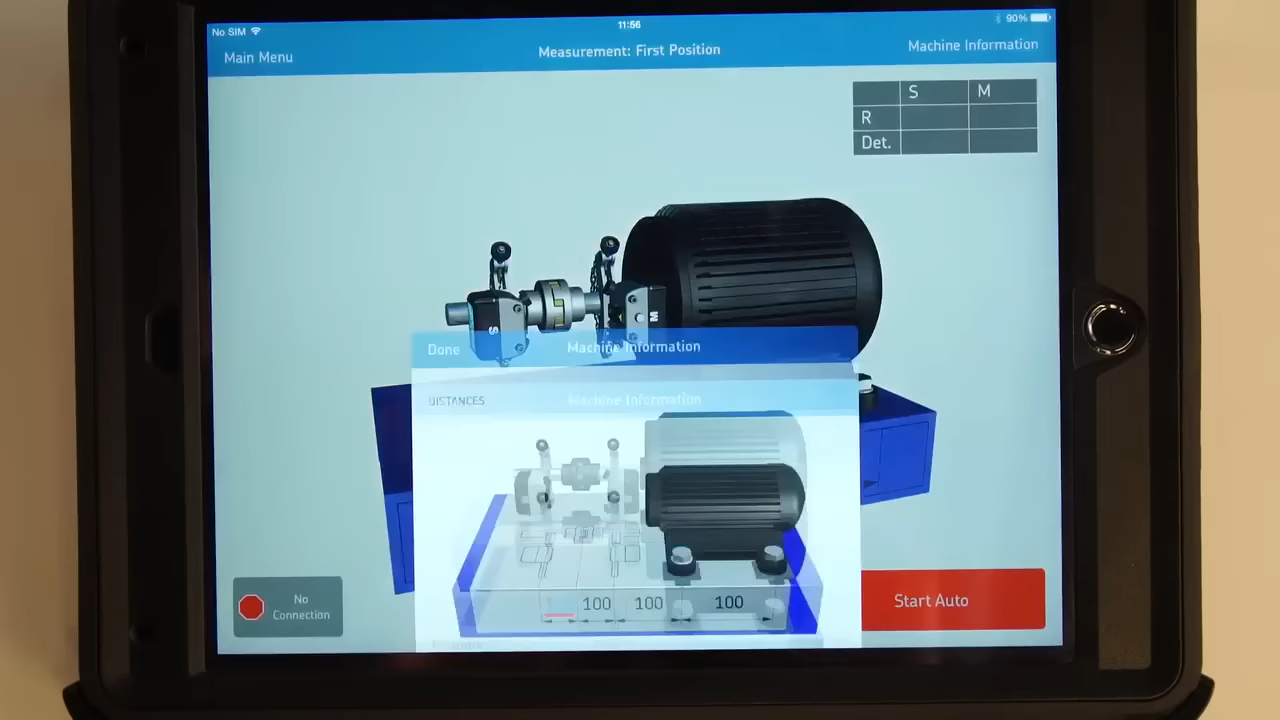 No SIM
11:56
90%
Main Menu
Measurement: First Position
Machine Information
S M
R
Det.
S
M
Done
Machine Information
DISTANCES
Machine Information
100 100 100
No
Connection
Start Auto